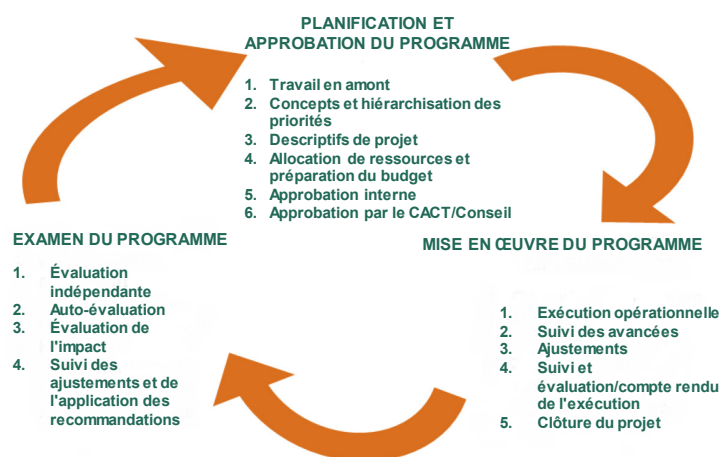 PLANIFICATION ET
APPROBATION DU PROGRAMME
1. Travail en amont
2. Concepts et hiérarchisation des
priorités
3. Descriptifs de projet
4. Allocation de ressources et
préparation du budget
5. Approbation interne
6. Approbation par le CACT/Conseil
EXAMEN DU PROGRAMME
1. Évaluation
indépendante
2. Auto-évaluation
3. Évaluation de
l'impact
4. Suivi des
ajustements et de
l'application des
recommandations
MISE EN ŒUVRE DU PROGRAMME
1. Exécution opérationnelle
2. Suivi des avancées
3. Ajustements
4. Suivi et
évaluation/compte rendu
de l'exécution
5. Clôture du projet